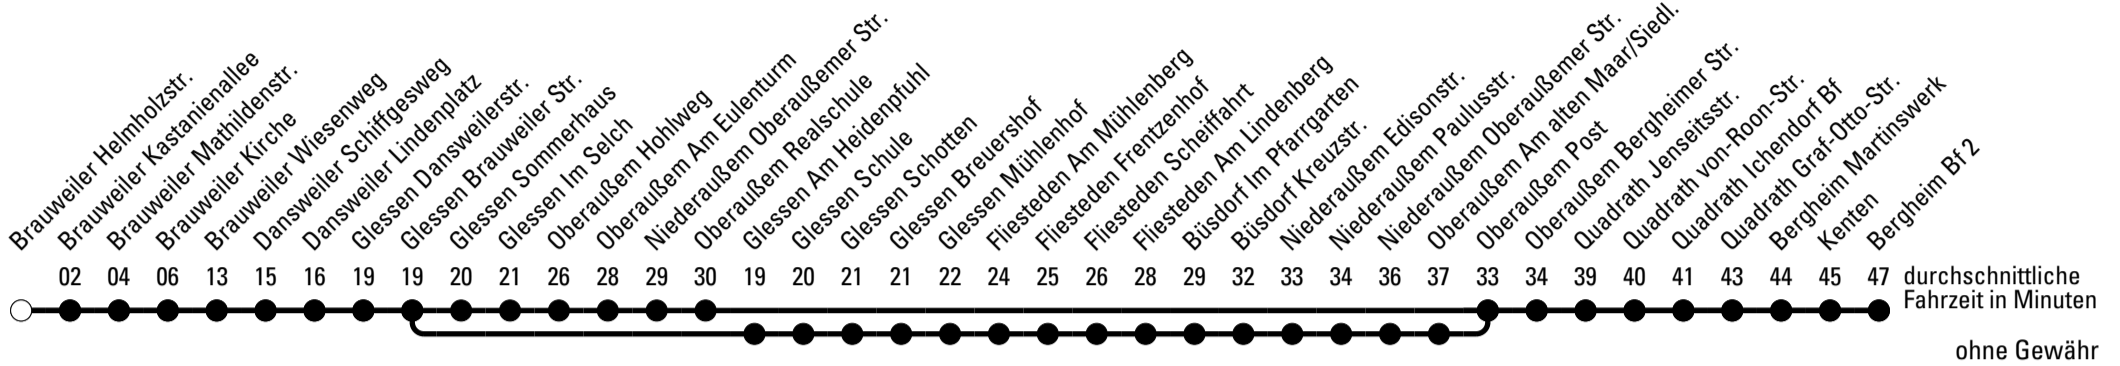 Brauweiler Helmholzstr.
Brauweiler Kastanienallee
Brauweiler Mathildenstr.
Brauweiler Kirche
Brauweiler Wiesenweg
Dansweiler Schiffgesweg
Dansweiler Lindenplatz
Glessen Dansweilerstr.
Glessen Brauweiler Str.
Glessen Sommerhaus
Glessen Im Selch
Oberaußem Hohlweg
Oberaußem Am Eulenturm
Niederaußem Oberaußemer Str.
Oberaußem Realschule
Glessen Am Heidenpfuhl
Glessen Schule
Glessen Schotten
Glessen Breuershof
Glessen Mühlenhof
Fliesteden Am Mühlenberg
Fliesteden Frentzenhof
Fliesteden Scheiffahrt
Fliesteden Am Lindenberg
Büsdorf Im Pfarrgarten
Büsdorf Kreuzstr.
Niederaußem Edisonstr.
Niederaußem Paulusstr.
Niederaußem Oberaußemer Str.
Oberaußem Am alten Maar/Siedl.
Oberaußem Post
Oberaußem Bergheimer Str.
Quadrath Jenseitsstr.
Quadrath von-Roon-Str.
Quadrath Ichendorf Bf
Quadrath Graf-Otto-Str.
Bergheim Martinswerk
Kenten
Bergheim Bf 2
02 04 06 13 15 16 19 19 20 21 26 28 29 30 19 20 21 21 22 24 25 26 28 29 32 33 34 36 37 33 34 39 40 41 43 44 45 47 durchschnittliche
Fahrzeit in Minuten
ohne Gewähr